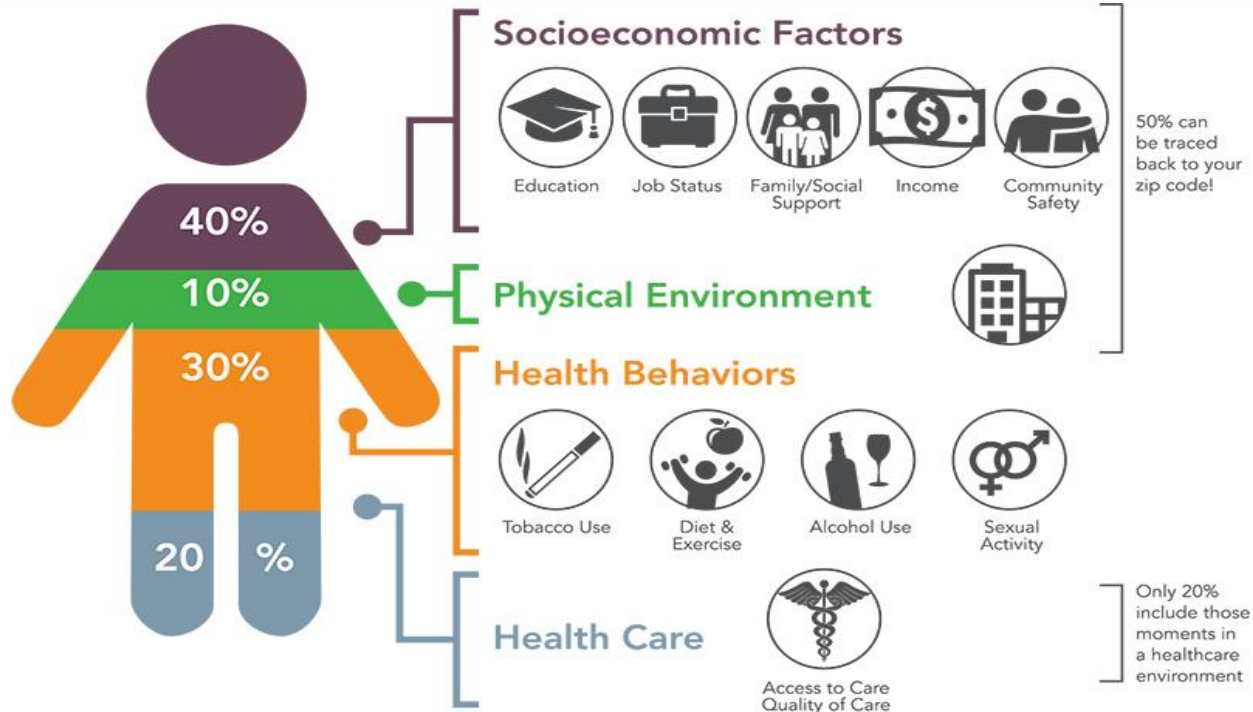 Socioeconomic Factors
Education
Job Status
Family/Social
Support
Income
Community
Safety
50% can
be traced
back to your
zip code!
40%
10%
Physical Environment
30%
Health Behaviors
Tobacco Use
Diet &
Exercise
Alcohol Use
Sexual
Activity
20 %
Health Care
Access to Care
Quality of Care
Only 20%
include those
moments in
a healthcare
environment